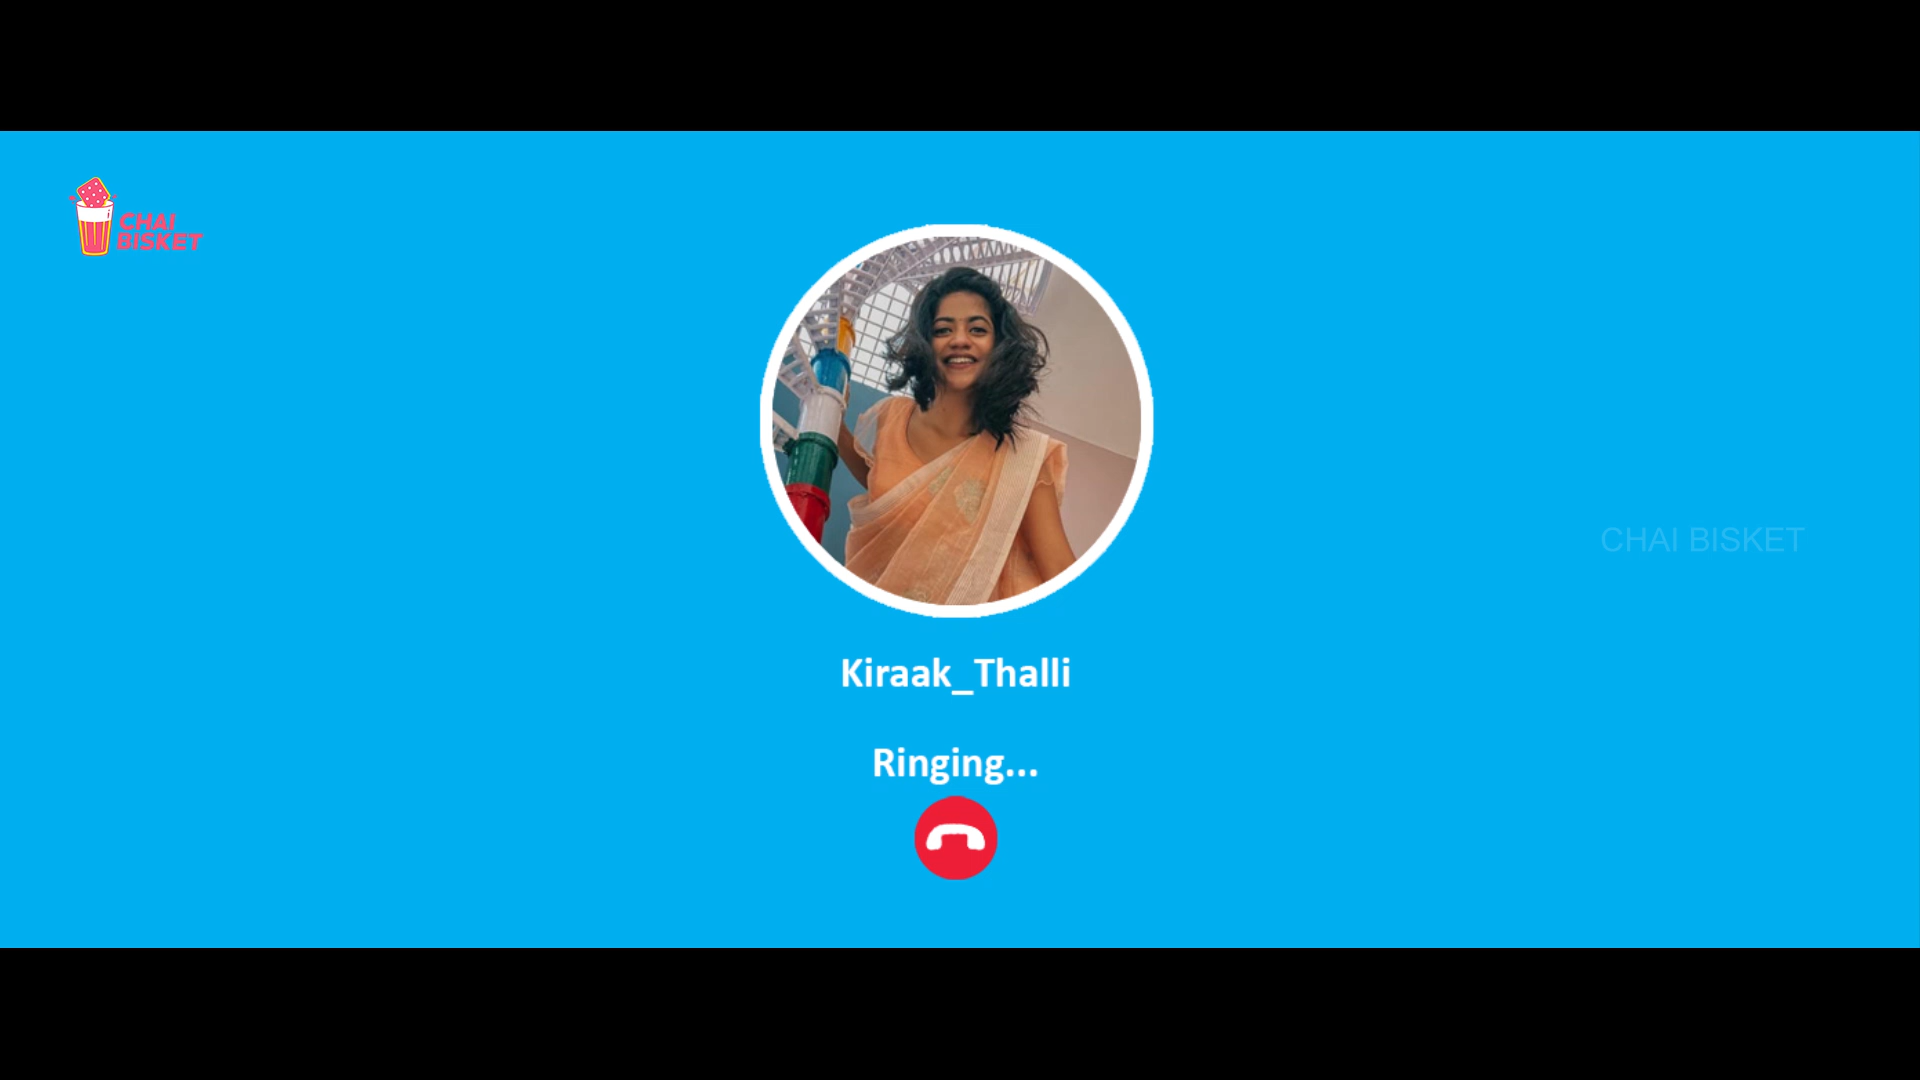 CHAI
BISKET
CHAI BISKET
Kiraak_Thalli
Ringing...